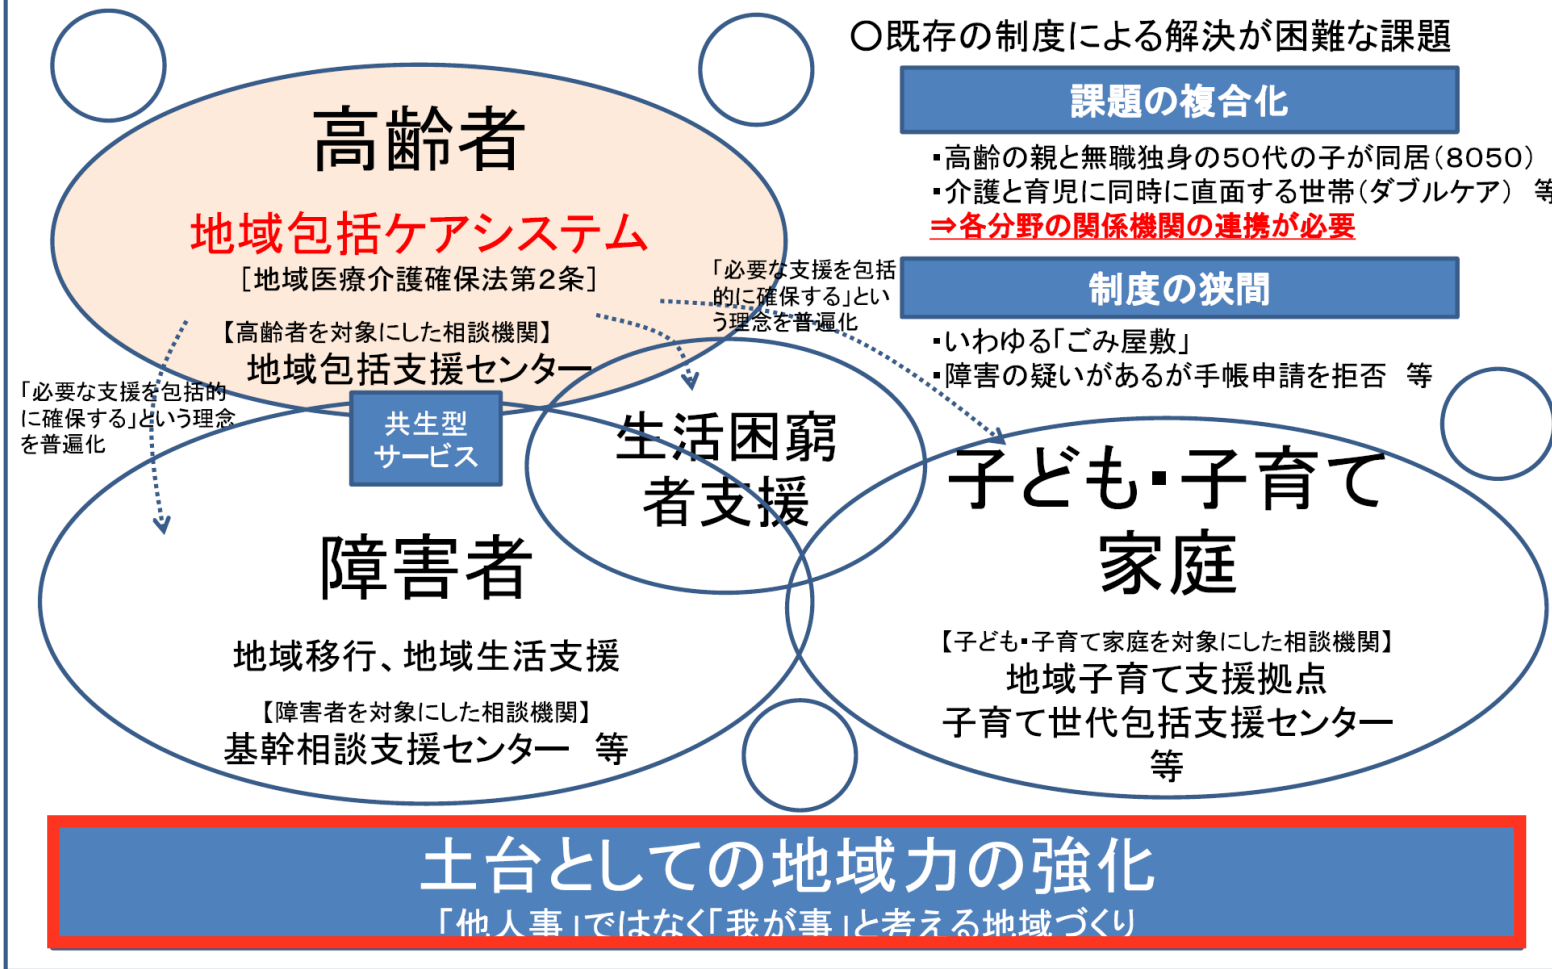 〇既存の制度による解決が困難な課題
課題の複合化
▪高齢の親と無職独身の50代の子が同居(8050)
▪介護と育児に同時に直面する世帯(ダブルケア) 等
⇒各分野の関係機関の連携が必要
制度の狭間
▪いわゆる「ごみ屋敷」
▪障害の疑いがあるが手帳申請を拒否 等
高齢者
地域包括ケアシステム
[地域医療介護確保法第2条]
【高齢者を対象にした相談機関】
地域包括支援センター
「必要な支援を包括
的に確保する」とい
う理念を普遍化
「必要な支援を包括的
に確保する」という理念
を普遍化
共生型
サービス
生活困窮
者支援
障害者
地域移行、地域生活支援
【障害者を対象にした相談機関】
基幹相談支援センター 等
子ども▪子育て
家庭
【子ども▪子育て家庭を対象にした相談機関】
地域子育て支援拠点
子育て世代包括支援センター
等
土台としての地域力の強化
「他人事」ではなく「我が事」と考える地域づくり